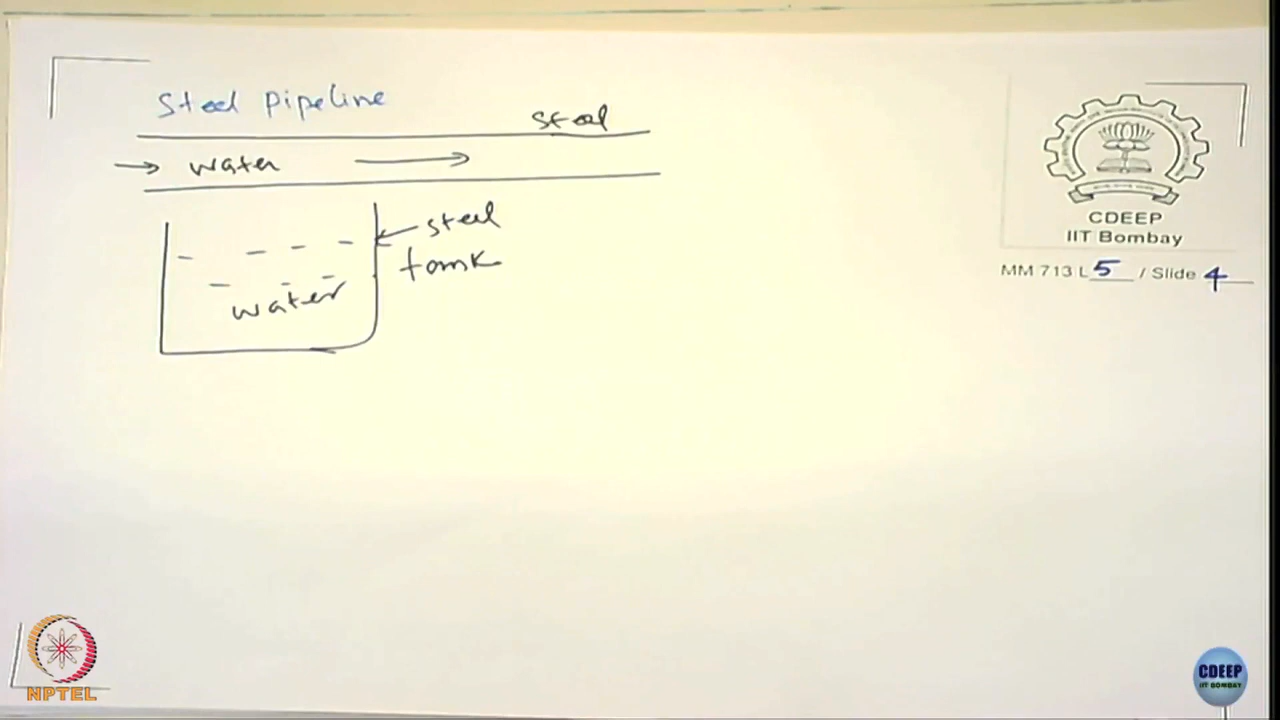 Steel pipeline
steel
→ water →
steel
tank
water
CDEEP
IIT Bombay
MM 713 L 5 / Slide 4
NPTEL
CDEEP
IIT BOMBAY